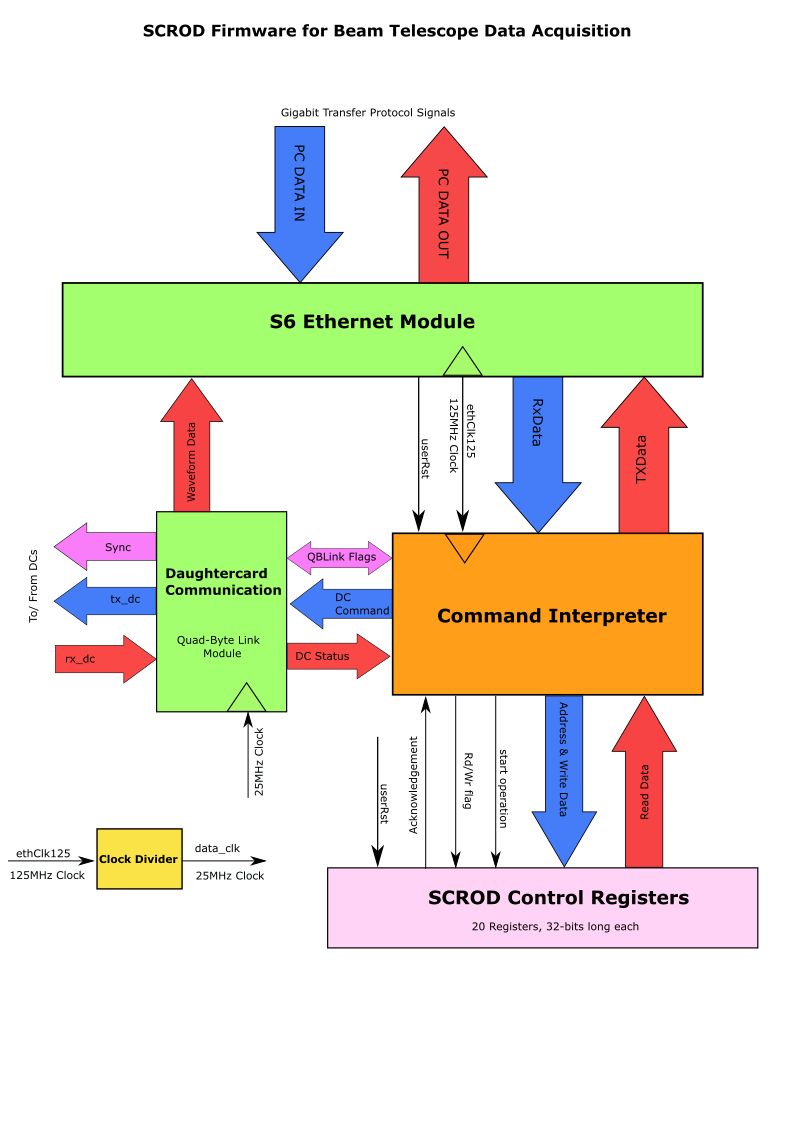 SCROD Firmware for Beam Telescope Data Acquisition
Gigabit Transfer Protocol Signals
PC DATA IN
PC DATA OUT
S6 Ethernet Module
Waveform Data
userRst
ethClk125
125MHz Clock
RxData
TXData
To/ From DCs
Sync
tx_dc
rx_dc
Daughtercard
Communication
Quad-Byte Link
Module
QBLink Flags
DC
Command
DC Status
Command Interpreter
25MHz Clock
userRst
Acknowledgement
Rd/Wr flag
start operation
Address & Write Data
Read Data
ethClk125
125MHz Clock
Clock Divider
data_clk
25MHz Clock
SCROD Control Registers
20 Registers, 32-bits long each